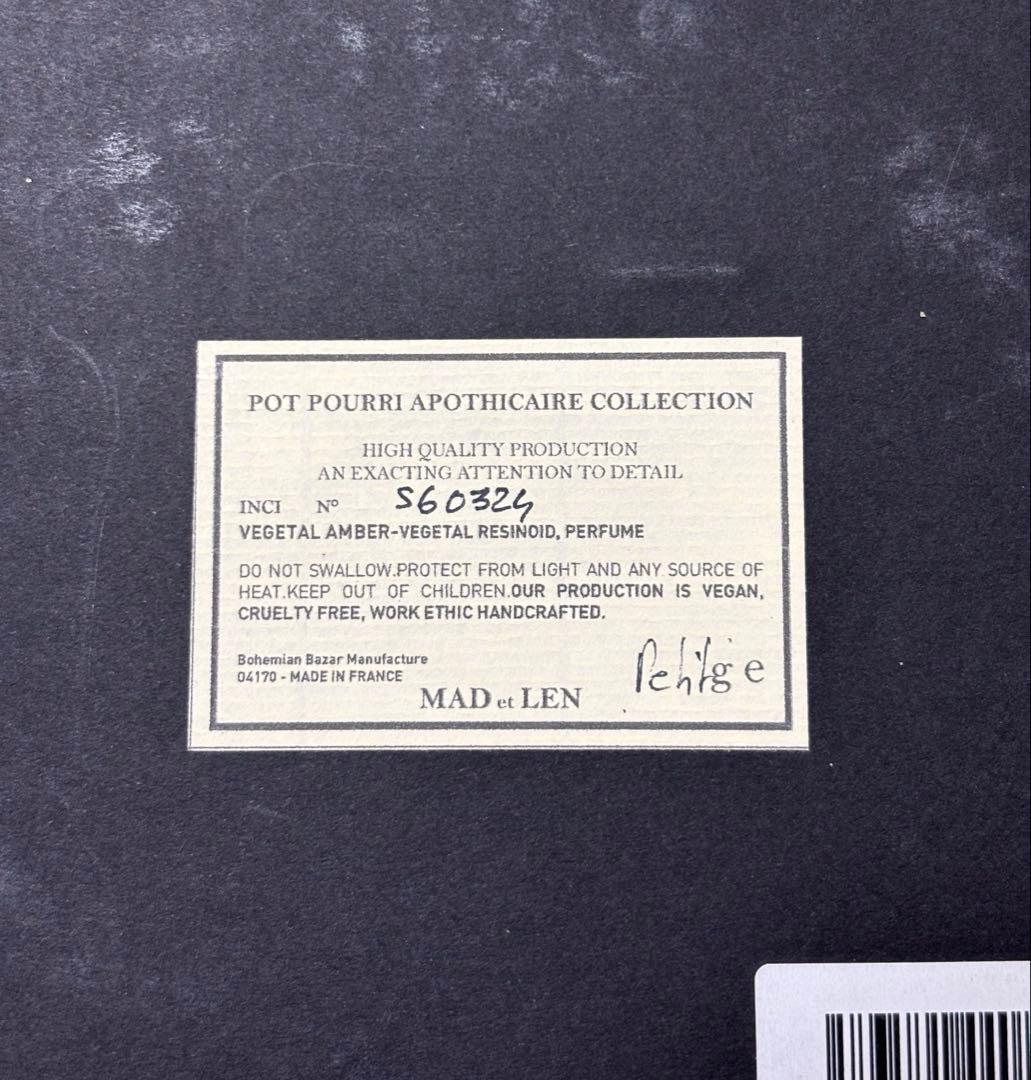 POT POURRI APOTHICAIRE COLLECTION
HIGH QUALITY PRODUCTION
AN EXACTING ATTENTION TO DETAIL
INCI N° S60324
VEGETAL AMBER-VEGETAL RESINOID, PERFUME
DO NOT SWALLOW.PROTECT FROM LIGHT AND ANY SOURCE OF
HEAT.KEEP OUT OF CHILDREN.OUR PRODUCTION IS VEGAN,
CRUELTY FREE, WORK ETHIC HANDCRAFTED.
Bohemian Bazar Manufacture
04170 - MADE IN FRANCE
MAD et LEN